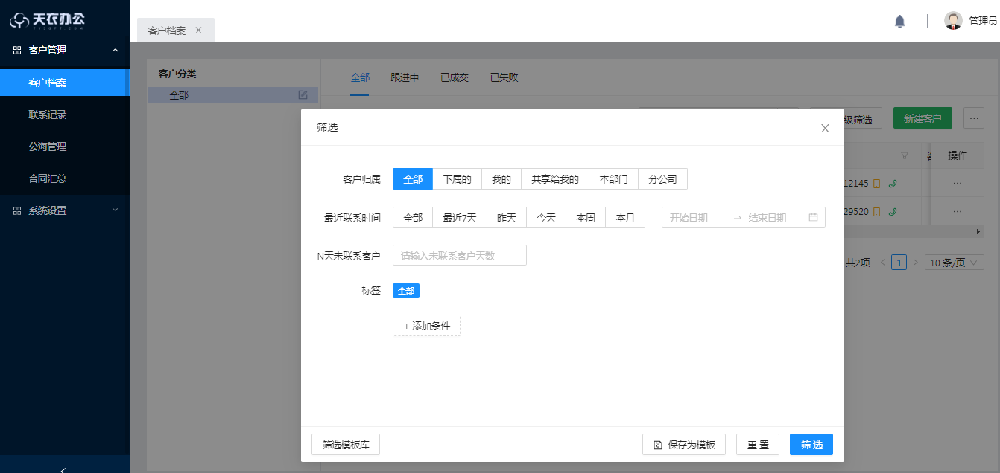 天衣办公
TYSOFT.COM
客户档案
管理员
客户管理
客户档案
联系记录
公海管理
合同汇总
系统设置
客户分类
全部
全部 跟进中 已成交 已失败
级筛选 新建客户 ...
操作
12145 ...
29520 ...
共2项 1 10 条/页
筛选
客户归属 全部 下属的 我的 共享给我的 本部门 分公司
最近联系时间 全部 最近7天 昨天 今天 本周 本月 开始日期 → 结束日期
N天未联系客户 请输入未联系客户天数
标签 全部
+ 添加条件
筛选模板库 保存为模板 重置 筛选